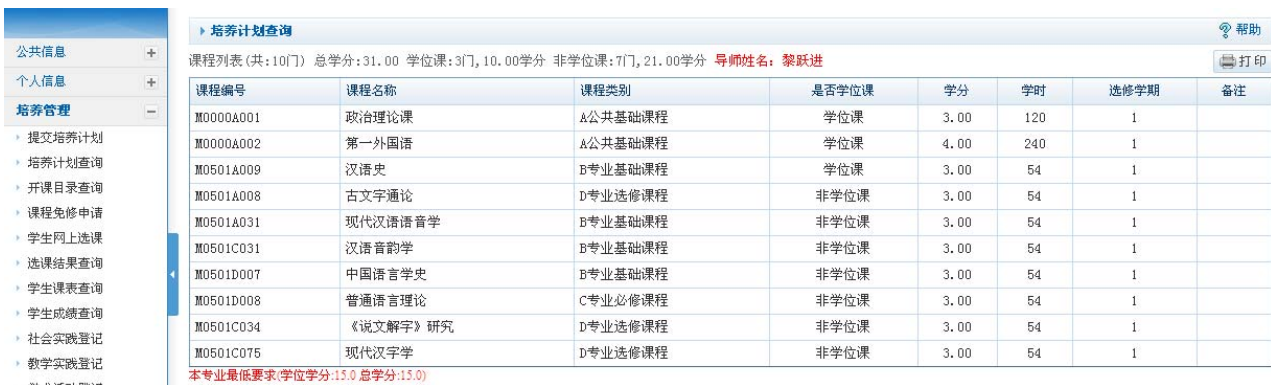 培养计划查询
帮助
公共信息
个人信息
培养管理
提交培养计划
培养计划查询
开课目录查询
课程免修申请
学生网上选课
选课结果查询
学生课表查询
学生成绩查询
社会实践登记
教学实践登记
课程列表(共:10门) 总学分:31.00 学位课:3门,10.00学分 非学位课:7门,21.00学分 导师姓名：黎跃进
打印
课程编号 课程名称 课程类别 是否学位课 学分 学时 选修学期 备注
M0000A001 政治理论课 A公共基础课程 学位课 3.00 120 1
M0000A002 第一外国语 A公共基础课程 学位课 4.00 240 1
M0501A009 汉语史 B专业基础课程 学位课 3.00 54 1
M0501A008 古文字通论 D专业选修课程 非学位课 3.00 54 1
M0501A031 现代汉语语音学 B专业基础课程 非学位课 3.00 54 1
M0501C031 汉语音韵学 B专业基础课程 非学位课 3.00 54 1
M0501D007 中国语言学史 B专业基础课程 非学位课 3.00 54 1
M0501D008 普通语言理论 C专业必修课程 非学位课 3.00 54 1
M0501C034 《说文解字》研究 D专业选修课程 非学位课 3.00 54 1
M0501C075 现代汉字学 D专业选修课程 非学位课 3.00 54 1
本专业最低要求(学位学分:15.0 总学分:15.0)